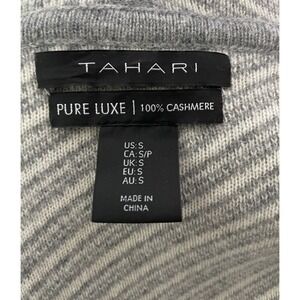 TAHARI
PURE LUXE | 100% CASHMERE
US:S
CA:S/P
UK:S
EU:S
AU:S
MADE IN
CHINA